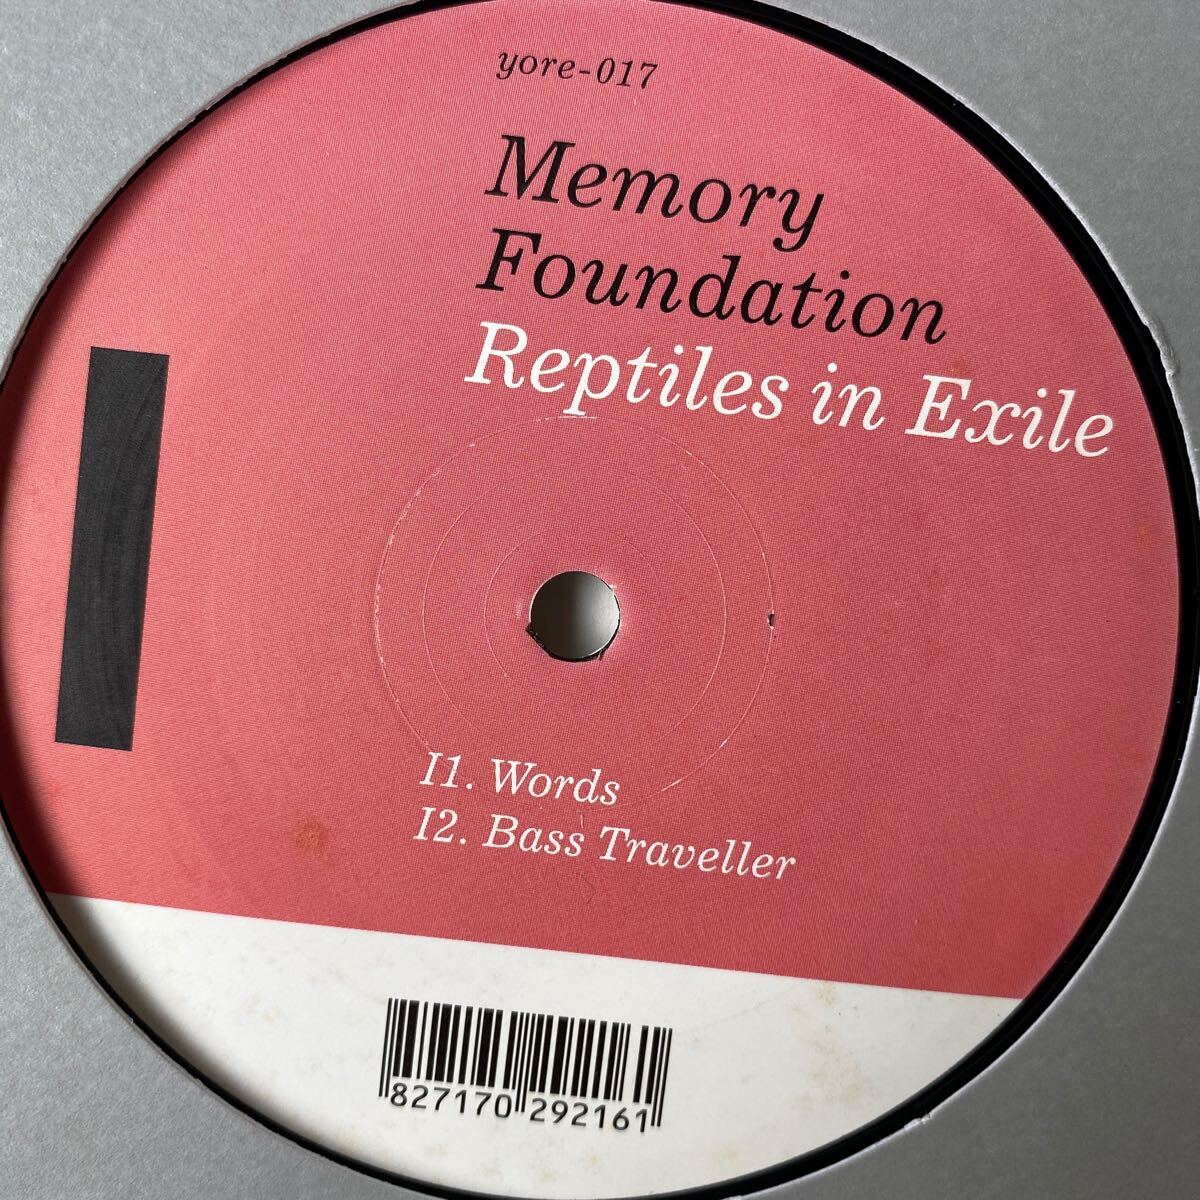 yore-017
Memory
Foundation
Reptiles in Exile
I1. Words
I2. Bass Traveller
827170 292161